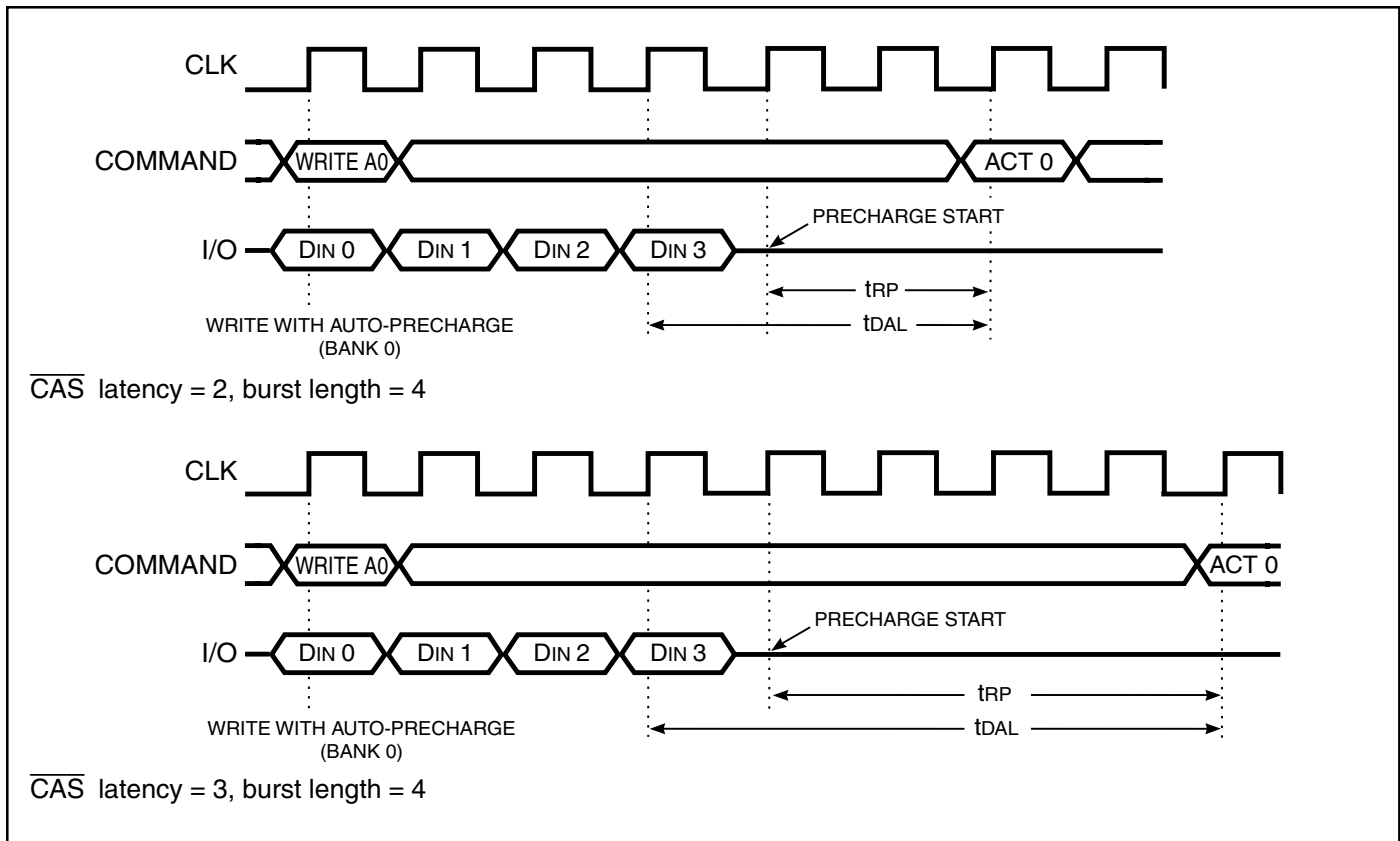 CLK
COMMAND WRITE A0 ACT 0
PRECHARGE START
I/O DIN 0 DIN 1 DIN 2 DIN 3
tRP
WRITE WITH AUTO-PRECHARGE tDAL
(BANK 0)
CAS latency = 2, burst length = 4
CLK
COMMAND WRITE A0 ACT 0
PRECHARGE START
I/O DIN 0 DIN 1 DIN 2 DIN 3
tRP
WRITE WITH AUTO-PRECHARGE tDAL
(BANK 0)
CAS latency = 3, burst length = 4